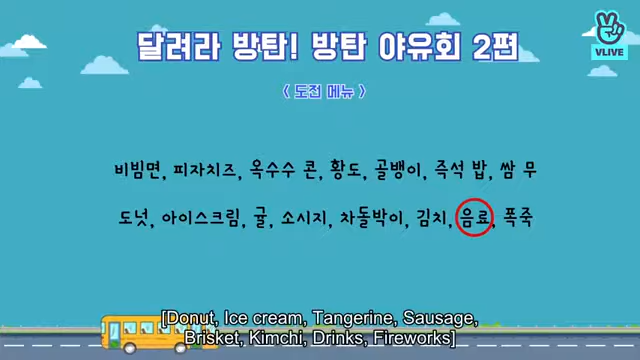 달려라 방탄! 방탄 야유회 2편
VLIVE
< 도전 메뉴 >
비빔면, 피자치즈, 옥수수 콘, 황도, 골뱅이, 즉석 밥, 쌈 무
도넛, 아이스크림, 귤, 소시지, 차돌박이, 김치, 음료, 폭죽
[Donut, Ice cream, Tangerine, Sausage,
Brisket, Kimchi, Drinks, Fireworks]